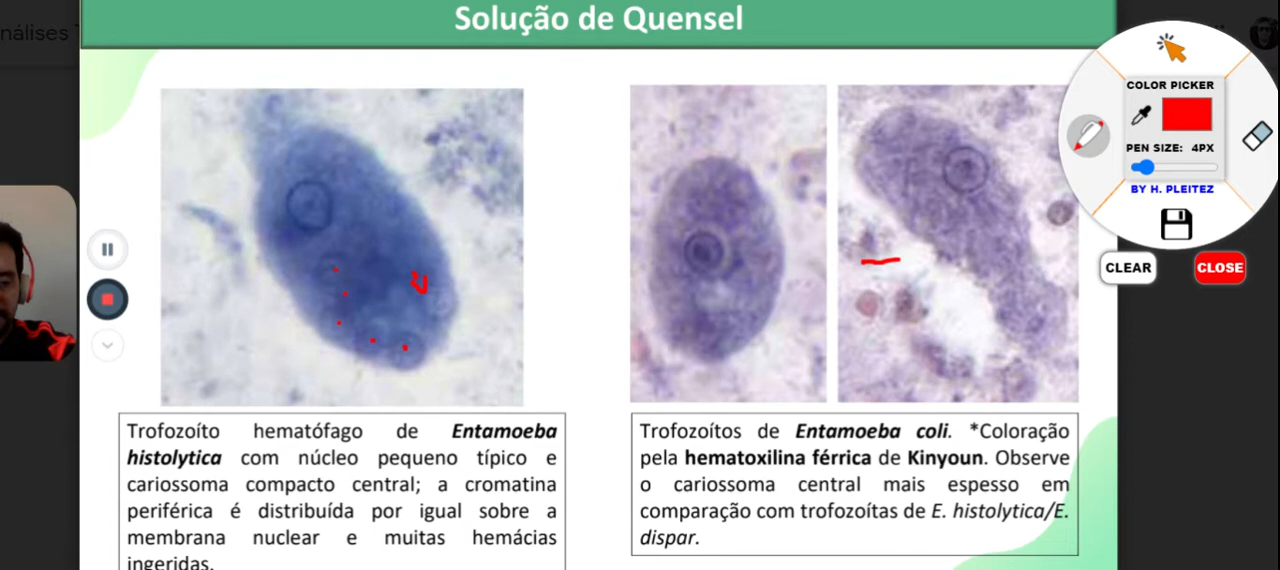 nálises
Solução de Quensel
COLOR PICKER
PEN SIZE: 4PX
BY H. PLEITEZ
CLEAR
CLOSE
Trofozoíto hematófago de Entamoeba
histolytica com núcleo pequeno típico e
cariossoma compacto central; a cromatina
periférica é distribuída por igual sobre a
membrana nuclear e muitas hemácias
ingeridas.
Trofozoítos de Entamoeba coli. *Coloração
pela hematoxilina férrica de Kinyoun. Observe
o cariossoma central mais espesso em
comparação com trofozoítas de E. histolytica/E.
dispar.